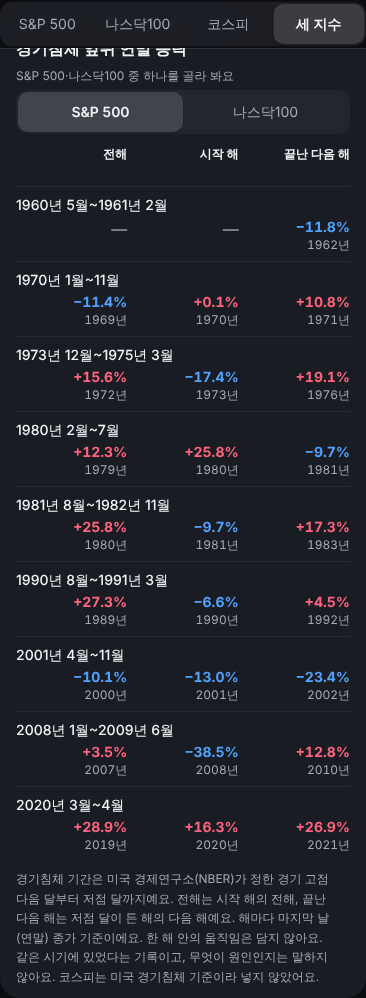 S&P 500 나스닥100 코스피 세 지수
경기침체 앞뒤 연말 등락
S&P 500·나스닥100 중 하나를 골라 봐요
S&P 500 나스닥100
전해 시작 해 끝난 다음 해
1960년 5월~1961년 2월
— — −11.8%
1962년
1970년 1월~11월
−11.4% +0.1% +10.8%
1969년 1970년 1971년
1973년 12월~1975년 3월
+15.6% −17.4% +19.1%
1972년 1973년 1976년
1980년 2월~7월
+12.3% +25.8% −9.7%
1979년 1980년 1981년
1981년 8월~1982년 11월
+25.8% −9.7% +17.3%
1980년 1981년 1983년
1990년 8월~1991년 3월
+27.3% −6.6% +4.5%
1989년 1990년 1992년
2001년 4월~11월
−10.1% −13.0% −23.4%
2000년 2001년 2002년
2008년 1월~2009년 6월
+3.5% −38.5% +12.8%
2007년 2008년 2010년
2020년 3월~4월
+28.9% +16.3% +26.9%
2019년 2020년 2021년
경기침체 기간은 미국 경제연구소(NBER)가 정한 경기 고점
다음 달부터 저점 달까지예요. 전해는 시작 해의 전해, 끝난
다음 해는 저점 달이 든 해의 다음 해예요. 해마다 마지막 날
(연말) 종가 기준이에요. 한 해 안의 움직임은 담지 않아요.
같은 시기에 있었다는 기록이고, 무엇이 원인인지는 말하지
않아요. 코스피는 미국 경기침체 기준이라 넣지 않았어요.